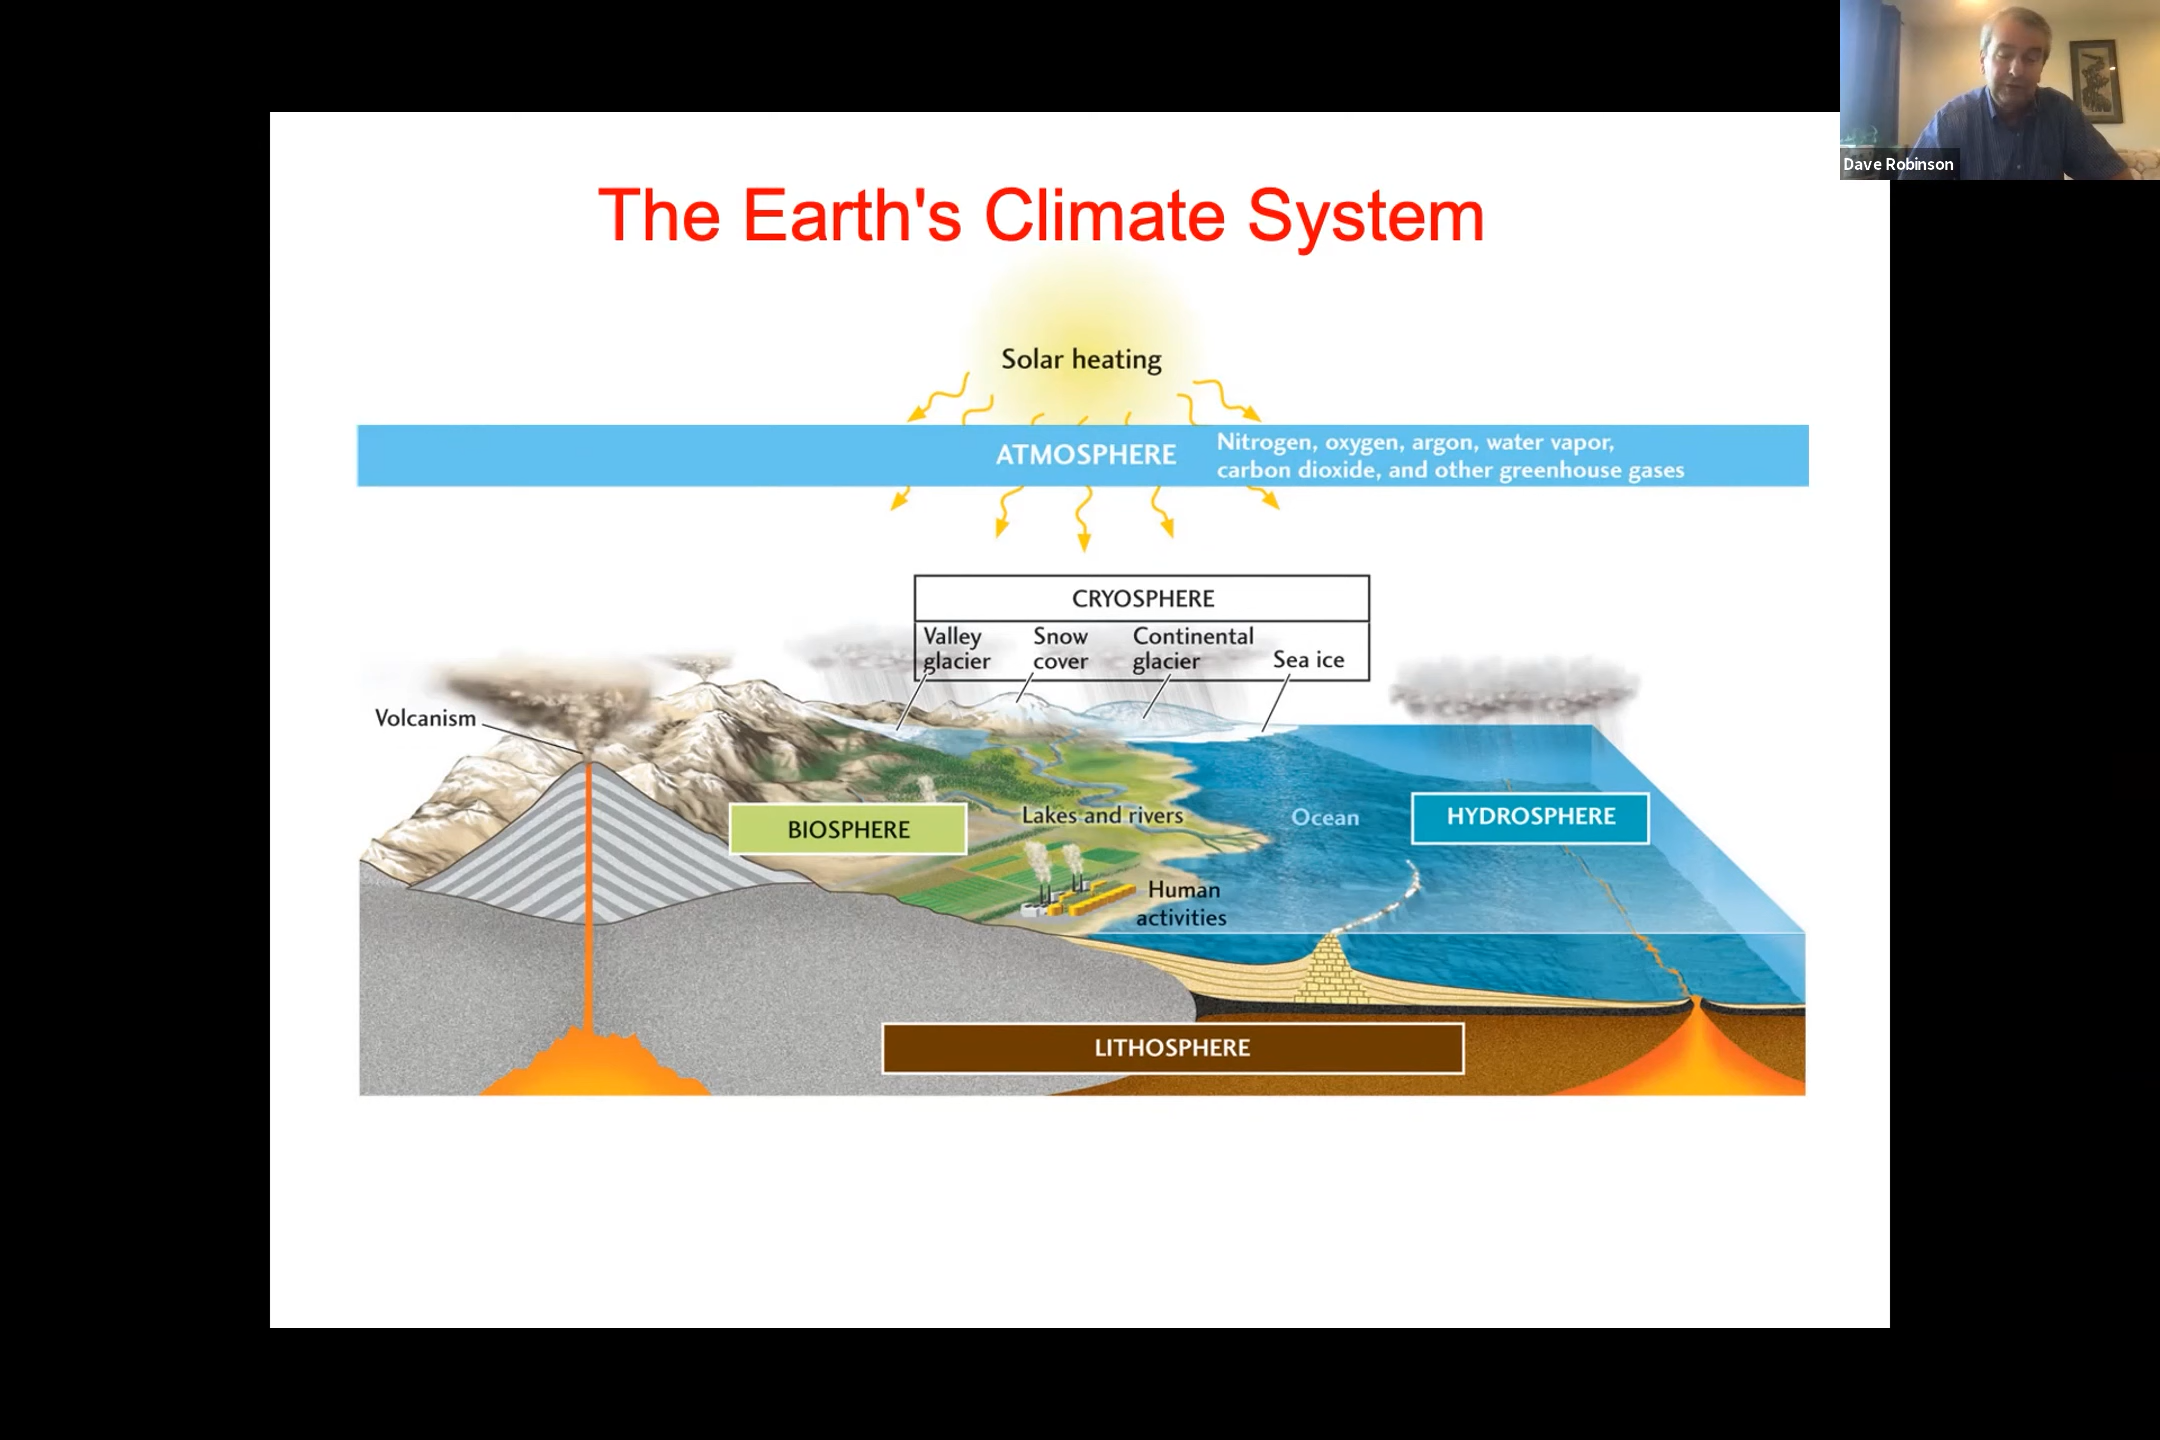 Dave Robinson
The Earth's Climate System
Solar heating
ATMOSPHERE
Nitrogen, oxygen, argon, water vapor,
carbon dioxide, and other greenhouse gases
CRYOSPHERE
Valley
glacier
Snow
cover
Continental
glacier
Sea ice
Volcanism
BIOSPHERE
Lakes and rivers
Ocean
HYDROSPHERE
Human
activities
LITHOSPHERE